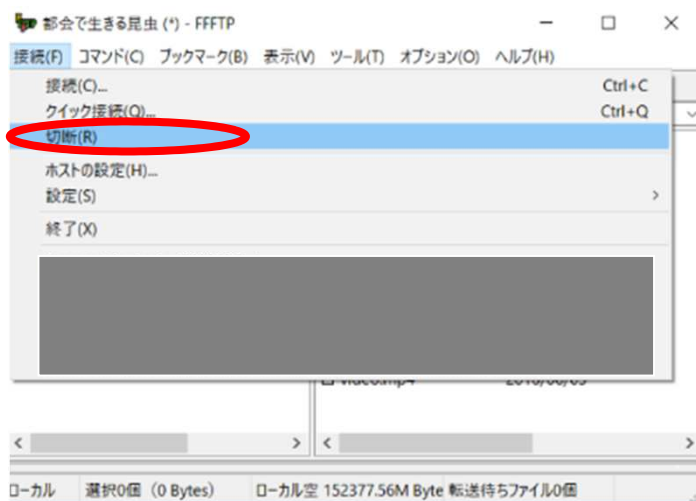 都会で生きる昆虫 (*) - FFFTP
接続(F) コマンド(C) ブックマーク(B) 表示(V) ツール(T) オプション(O) ヘルプ(H)
接続(C)... Ctrl+C
クイック接続(Q)... Ctrl+Q
切断(R)
ホストの設定(H)...
設定(S)
終了(X)
video.mp4
ローカル 選択0個 (0 Bytes) ローカル空 152377.56M Byte 転送待ちファイル0個